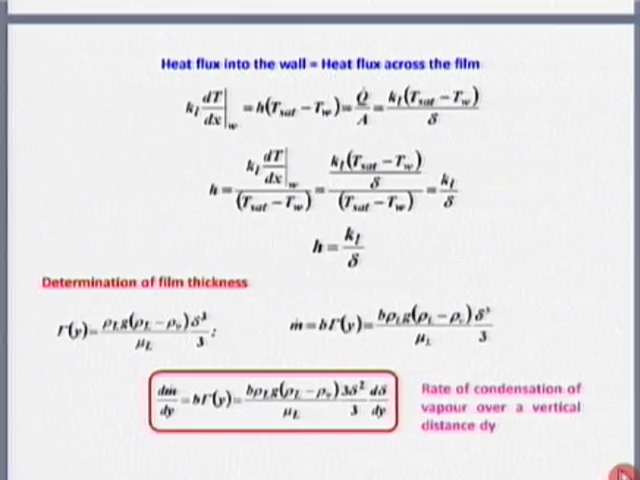 Heat flux into the wall = Heat flux across the film
k_l dT/dx|_w = h(T_sat − T_w) = Q̇/A = k_l(T_sat − T_w)/δ
h = k_l dT/dx|_w / (T_sat − T_w) = (k_l(T_sat − T_w)/δ) / (T_sat − T_w) = k_l/δ
h = k_l/δ
Determination of film thickness
Γ(y) = ρ_L g(ρ_L − ρ_v)/μ_L δ³/3 ; ṁ = bΓ(y) = bρ_L g(ρ_L − ρ_v)/μ_L δ³/3
dṁ/dy = bΓ(y) = bρ_L g(ρ_L − ρ_v)/μ_L 3δ²/3 dδ/dy
Rate of condensation of
vapour over a vertical
distance dy